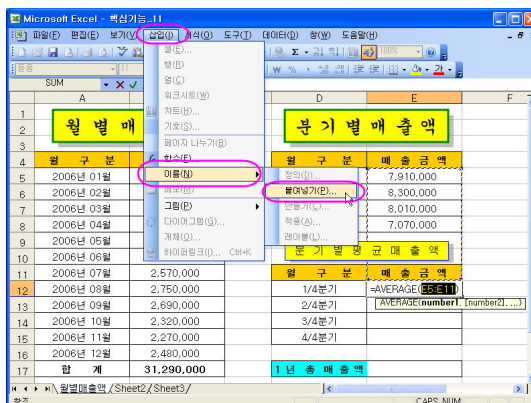 Microsoft Excel - 핵심기능_11
파일(F) 편집(E) 보기(V) 삽입(I) 서식(O) 도구(T) 데이터(D) 창(W) 도움말(H)
100%
돋움 11
SUM
셀(E)...
행(R)
열(C)
워크시트(W)
차트(H)...
기호(S)...
페이지 나누기(B)
함수(F)...
이름(N)
메모(M)
그림(P)
다이어그램(G)...
개체(O)...
하이퍼링크(I)... Ctrl+K
정의(D)...
붙여넣기(P)...
만들기(C)...
적용(A)...
레이블(L)...
A D E F
1
2 월 별 매 분 기 별 매 출 액
3
4 월 구 분 월 구 분 매 출 금 액
5 2006년 01월 7,910,000
6 2006년 02월 8,300,000
7 2006년 03월 8,010,000
8 2006년 04월 7,070,000
9 2006년 05월
10 2006년 06월 분 기 별 평 균 매 출 액
11 2006년 07월 2,570,000 월 구 분 매 출 금 액
12 2006년 08월 2,750,000 1/4분기 =AVERAGE(E5:E11)
13 2006년 09월 2,690,000 2/4분기 AVERAGE(number1, [number2], ...)
14 2006년 10월 2,320,000 3/4분기
15 2006년 11월 2,270,000 4/4분기
16 2006년 12월 2,480,000
17 합 계 31,290,000 1 년 총 매 출 액
월별매출액 / Sheet2 / Sheet3 /
참조 CAPS NUM